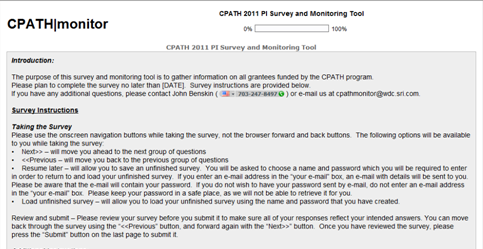 CPATH|monitor
CPATH 2011 PI Survey and Monitoring Tool
0% 100%
CPATH 2011 PI Survey and Monitoring Tool
Introduction:
The purpose of this survey and monitoring tool is to gather information on all grantees funded by the CPATH program.
Please plan to complete the survey no later than [DATE]. Survey instructions are provided below.
If you have any additional questions, please contact John Benskin ( 703-247-8497 ) or e-mail us at cpathmonitor@wdc.sri.com.
Survey Instructions
Taking the Survey
Please use the onscreen navigation buttons while taking the survey, not the browser forward and back buttons. The following options will be available
to you while taking the survey:
• Next>> – will move you ahead to the next group of questions
• <<Previous – will move you back to the previous group of questions
• Resume later – will allow you to save an unfinished survey. You will be asked to choose a name and password which you will be required to enter
in order to return to and load your unfinished survey. If you enter an e-mail address in the "your e-mail" box, an e-mail with details will be sent to you.
Please be aware that the e-mail will contain your password. If you do not wish to have your password sent by e-mail, do not enter an e-mail address
in the "your e-mail" box. Please keep your password in a safe place, as we will not be able to retrieve it for you.
• Load unfinished survey – will allow you to load your unfinished survey using the name and password that you have created.
Review and submit – Please review your survey before you submit it to make sure all of your responses reflect your intended answers. You can move
back through the survey using the "<<Previous" button, and forward again with the "Next>>" button. Once you have reviewed the survey, please
press the "Submit" button on the last page to submit it.